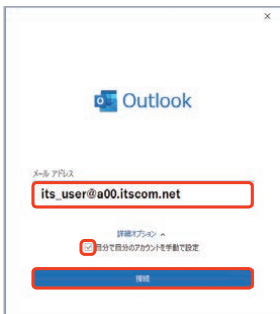 ×
Outlook
メール アドレス
its_user@a00.itscom.net
詳細オプション ^
自分で自分のアカウントを手動で設定
接続